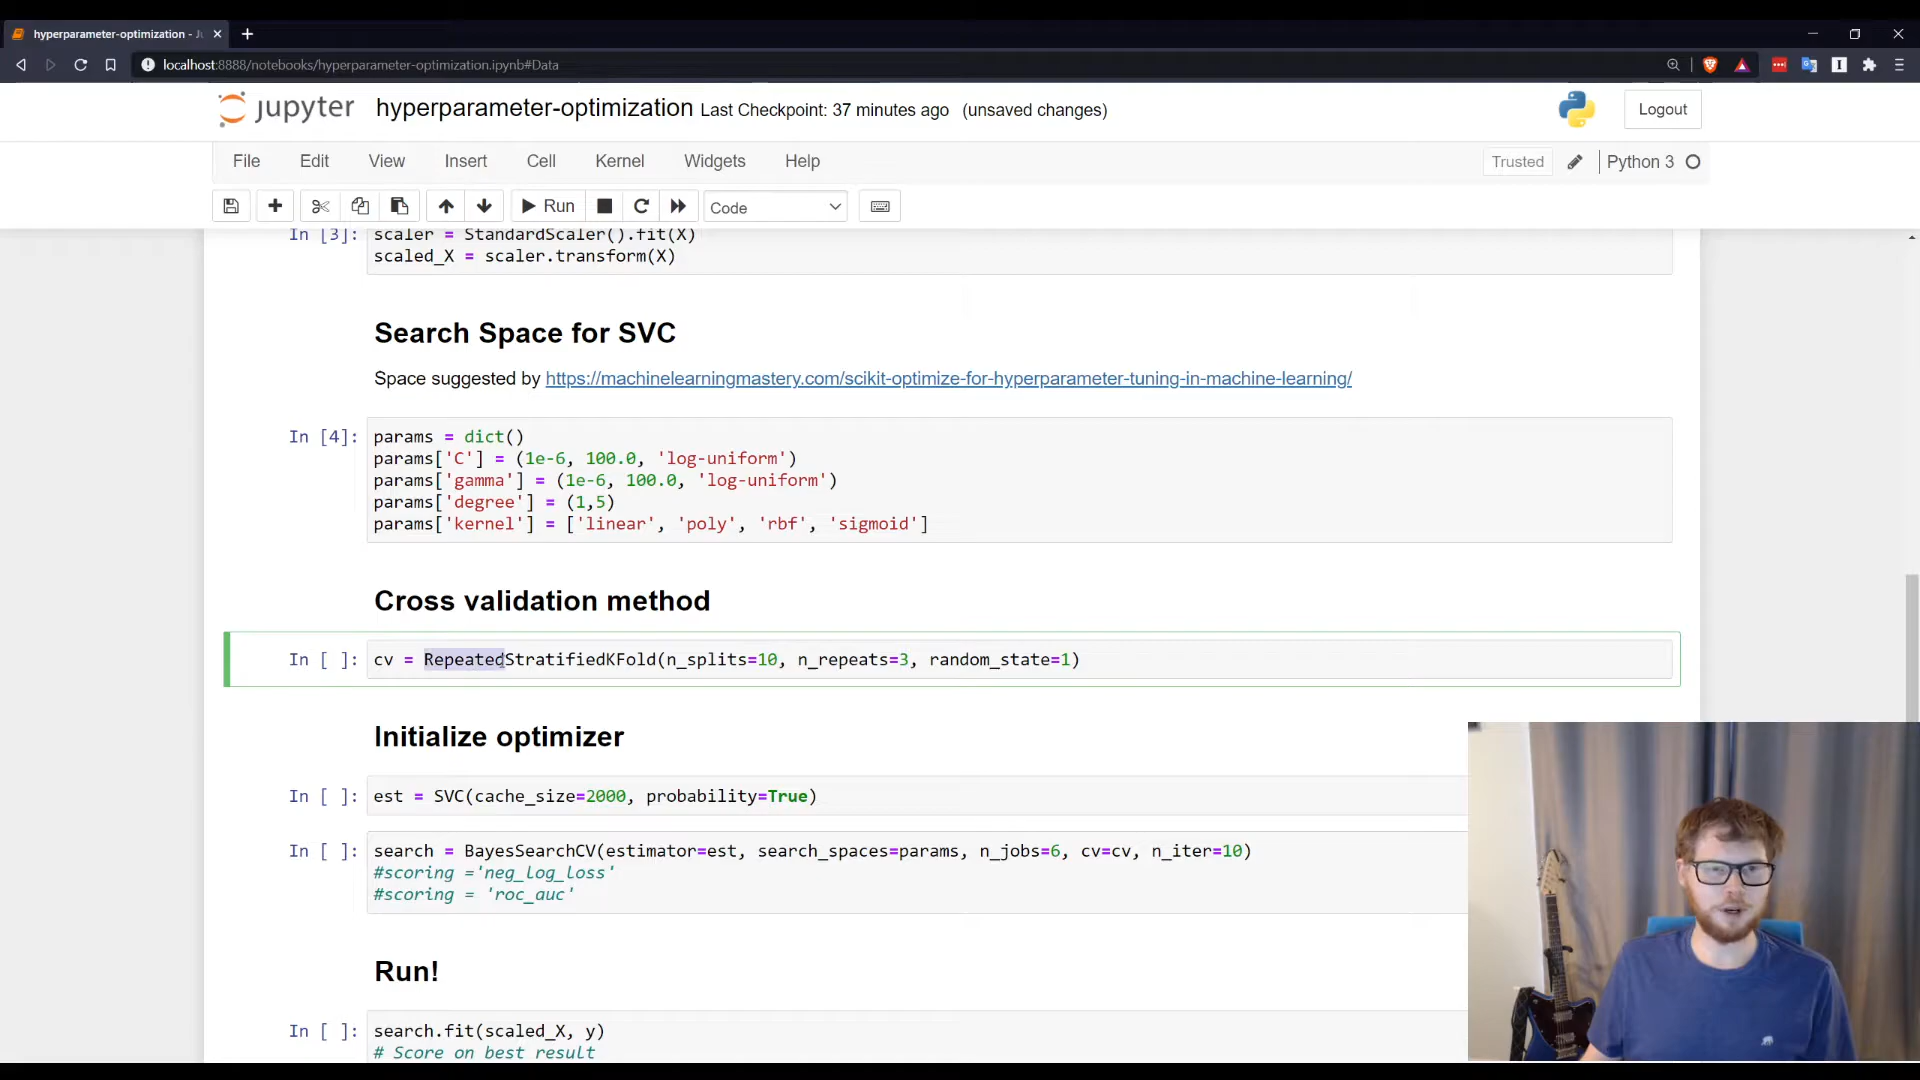 hyperparameter-optimization - Ju
localhost:8888/notebooks/hyperparameter-optimization.ipynb#Data
jupyter hyperparameter-optimization Last Checkpoint: 37 minutes ago (unsaved changes) Logout
File Edit View Insert Cell Kernel Widgets Help Trusted Python 3
Run Code
In [3]: scaler = StandardScaler().fit(X)
scaled_X = scaler.transform(X)
Search Space for SVC
Space suggested by https://machinelearningmastery.com/scikit-optimize-for-hyperparameter-tuning-in-machine-learning/
In [4]: params = dict()
params['C'] = (1e-6, 100.0, 'log-uniform')
params['gamma'] = (1e-6, 100.0, 'log-uniform')
params['degree'] = (1,5)
params['kernel'] = ['linear', 'poly', 'rbf', 'sigmoid']
Cross validation method
In [ ]: cv = RepeatedStratifiedKFold(n_splits=10, n_repeats=3, random_state=1)
Initialize optimizer
In [ ]: est = SVC(cache_size=2000, probability=True)
In [ ]: search = BayesSearchCV(estimator=est, search_spaces=params, n_jobs=6, cv=cv, n_iter=10)
#scoring ='neg_log_loss'
#scoring = 'roc_auc'
Run!
In [ ]: search.fit(scaled_X, y)
# Score on best result